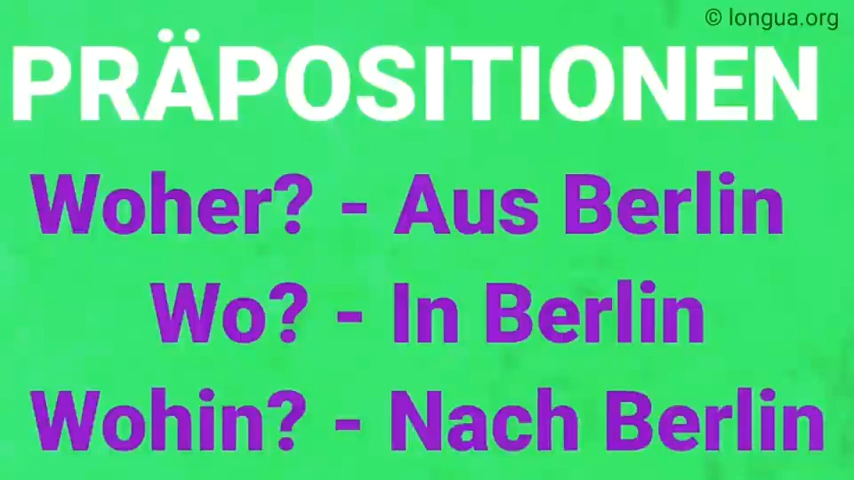 © longua.org
PRÄPOSITIONEN
Woher? - Aus Berlin
Wo? - In Berlin
Wohin? - Nach Berlin